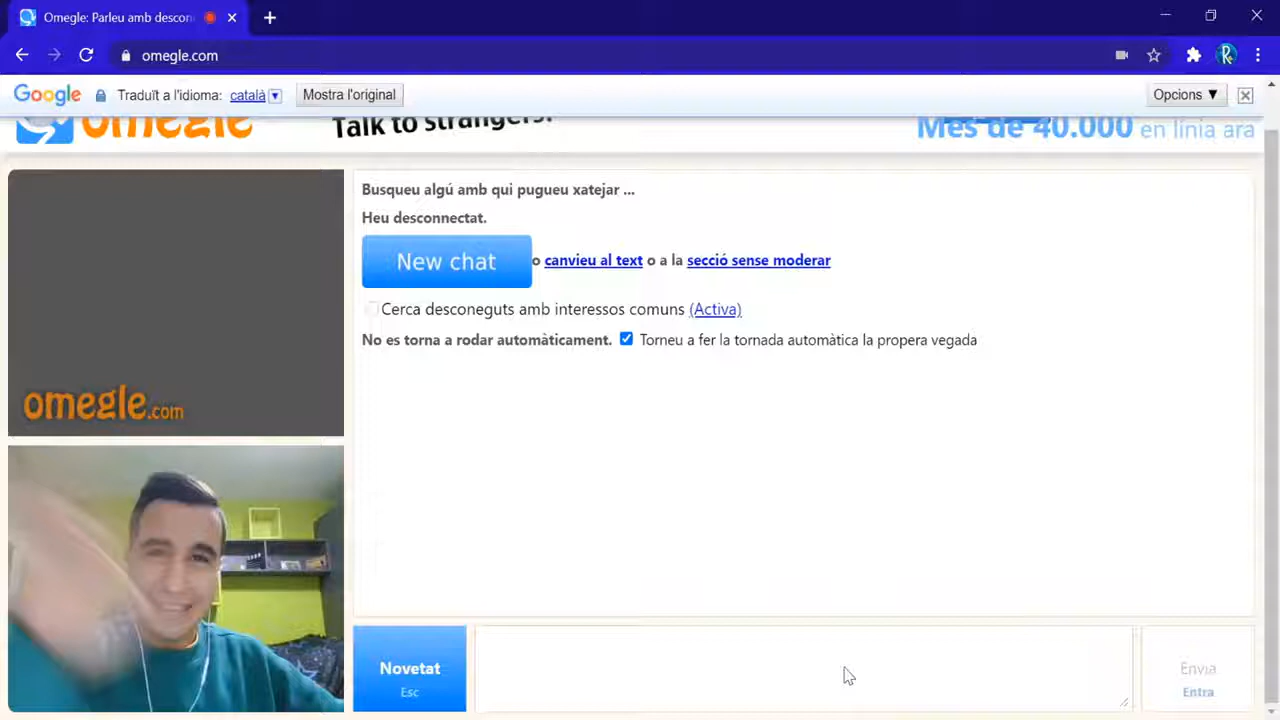 Omegle: Parleu amb descon
omegle.com
Google Traduït a l'idioma: català Mostra l'original Opcions ▼
omegle Talk to strangers! Més de 40.000 en línia ara
Busqueu algú amb qui pugueu xatejar ...
Heu desconnectat.
New chat o canvieu al text o a la secció sense moderar
Cerca desconeguts amb interessos comuns (Activa)
No es torna a rodar automàticament. Torneu a fer la tornada automàtica la propera vegada
omegle.com
Novetat
Esc
Envia
Entra